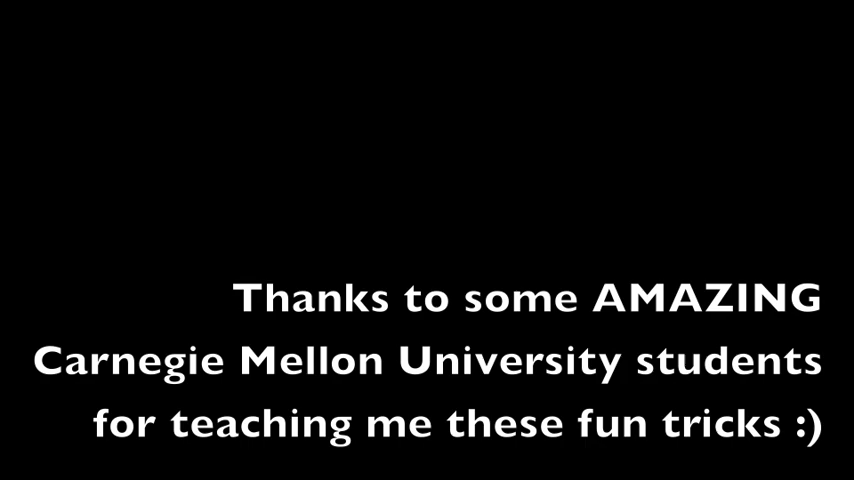 Thanks to some AMAZING
Carnegie Mellon University students
for teaching me these fun tricks :)